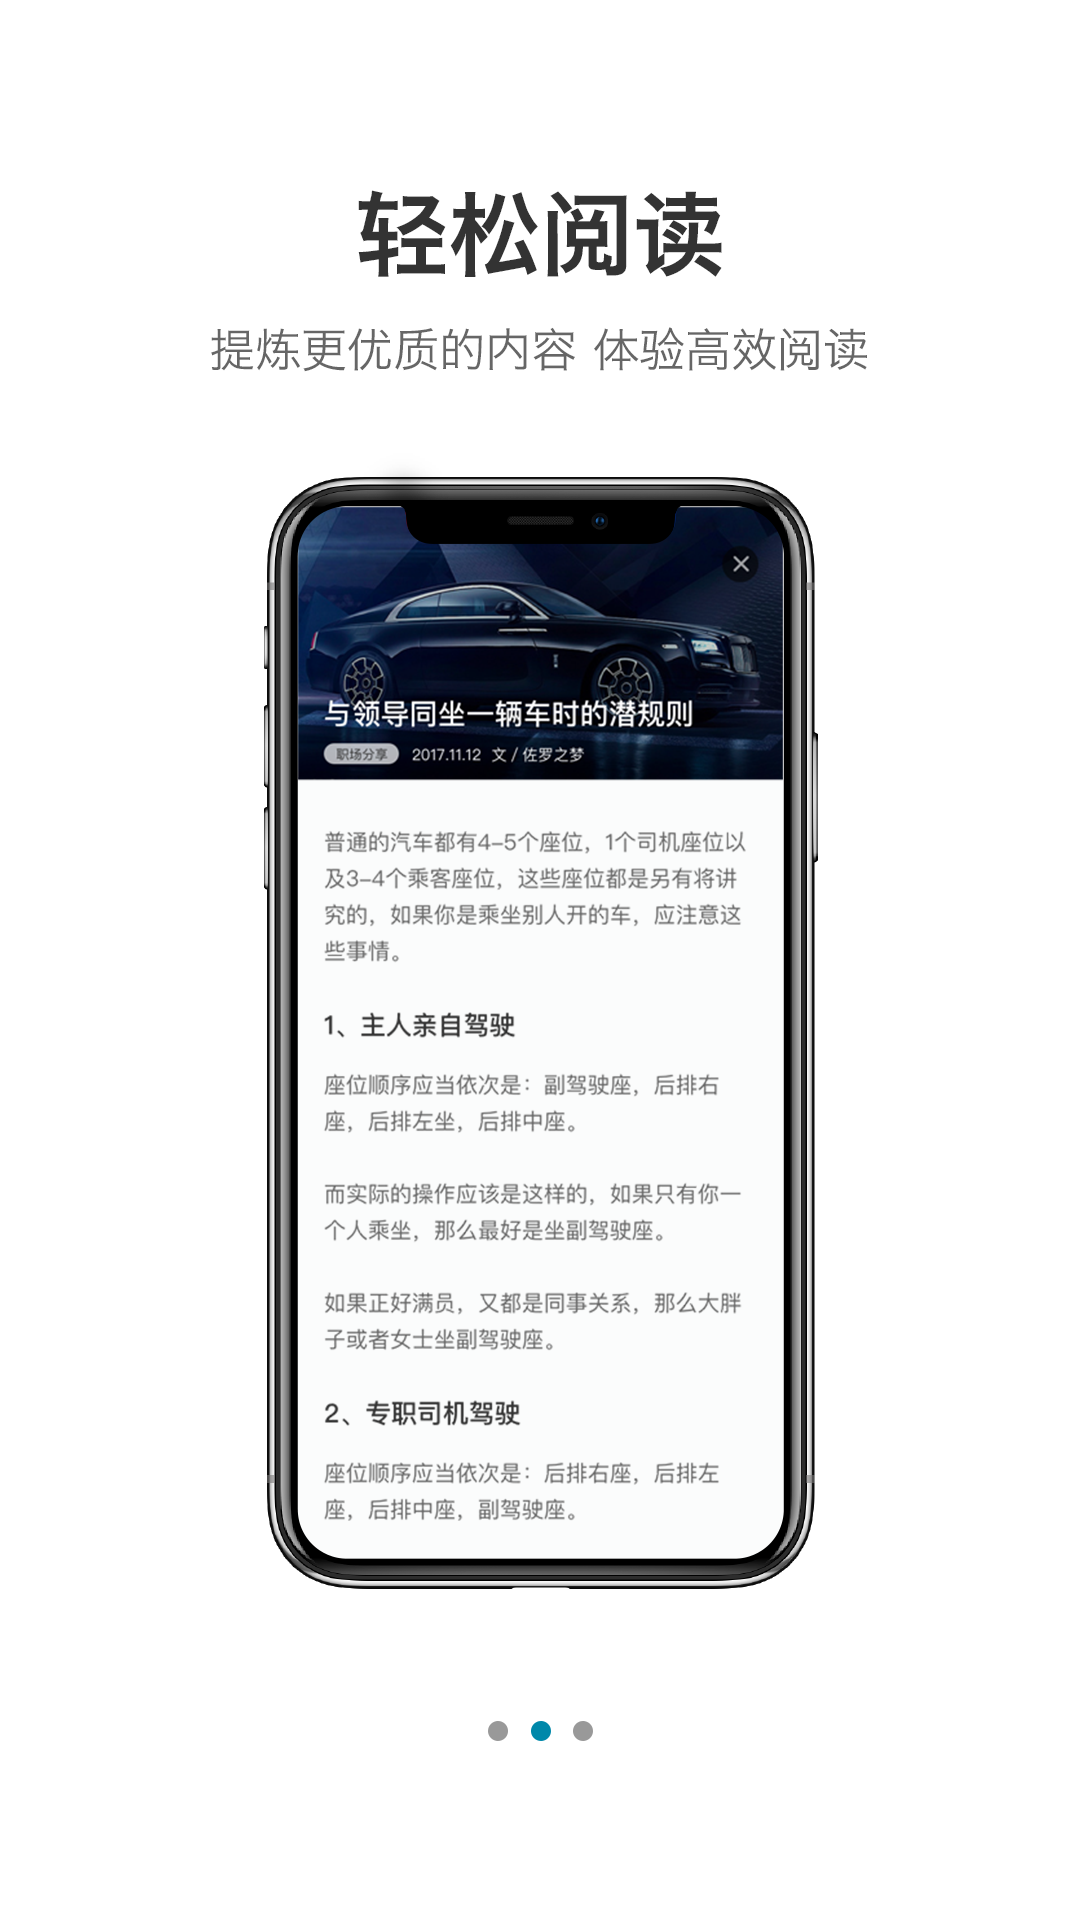 轻松阅读
提炼更优质的内容 体验高效阅读
与领导同坐一辆车时的潜规则
职场分享 2017.11.12 文 / 佐罗之梦
普通的汽车都有4-5个座位，1个司机座位以
及3-4个乘客座位，这些座位都是另有将讲
究的，如果你是乘坐别人开的车，应注意这
些事情。
1、主人亲自驾驶
座位顺序应当依次是：副驾驶座，后排右
座，后排左坐，后排中座。
而实际的操作应该是这样的，如果只有你一
个人乘坐，那么最好是坐副驾驶座。
如果正好满员，又都是同事关系，那么大胖
子或者女士坐副驾驶座。
2、专职司机驾驶
座位顺序应当依次是：后排右座，后排左
座，后排中座，副驾驶座。